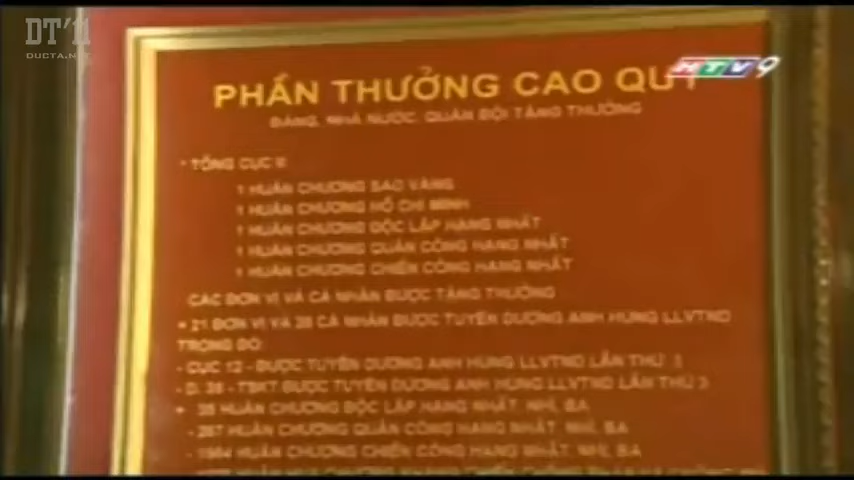 DT'11
DUCTA.NET
HTV9
PHẦN THƯỞNG CAO QUÝ
ĐẢNG, NHÀ NƯỚC, QUÂN ĐỘI TẶNG THƯỞNG
* TỔNG CỤC II
1 HUÂN CHƯƠNG SAO VÀNG
1 HUÂN CHƯƠNG HỒ CHÍ MINH
1 HUÂN CHƯƠNG ĐỘC LẬP HẠNG NHẤT
1 HUÂN CHƯƠNG QUÂN CÔNG HẠNG NHẤT
1 HUÂN CHƯƠNG CHIẾN CÔNG HẠNG NHẤT
CÁC ĐƠN VỊ VÀ CÁ NHÂN ĐƯỢC TẶNG THƯỞNG
+ 21 ĐƠN VỊ VÀ CÁ NHÂN ĐƯỢC TUYÊN DƯƠNG ANH HÙNG LLVTND
TRONG ĐÓ:
- CỤC 12 - ĐƯỢC TUYÊN DƯƠNG ANH HÙNG LLVTND LẦN THỨ
- D. 38 - TBKT ĐƯỢC TUYÊN DƯƠNG ANH HÙNG LLVTND LẦN THỨ
+ HUÂN CHƯƠNG ĐỘC LẬP HẠNG NHẤT, NHÌ, BA
- HUÂN CHƯƠNG QUÂN CÔNG HẠNG NHẤT, NHÌ, BA
- HUÂN CHƯƠNG CHIẾN CÔNG HẠNG NHẤT, NHÌ, BA